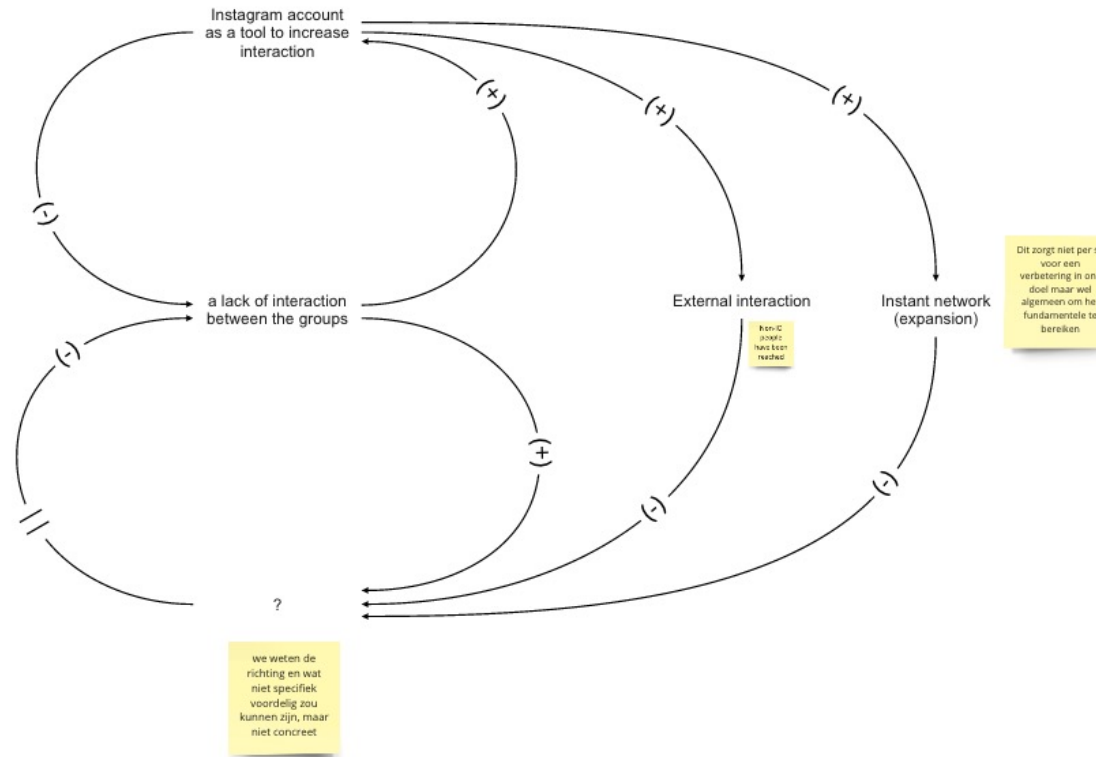 Instagram account
as a tool to increase
interaction
(+)
(+)
(+)
(-)
Dit zorgt niet per s
voor een
verbetering in on
doel maar wel
algemeen om he
fundamentele te
bereiken
a lack of interaction
between the groups
External interaction
Instant network
(expansion)
Non-IC
people
have been
reached
(-)
(+)
(-)
(-)
||
?
we weten de
richting en wat
niet specifiek
voordelig zou
kunnen zijn, maar
niet concreet